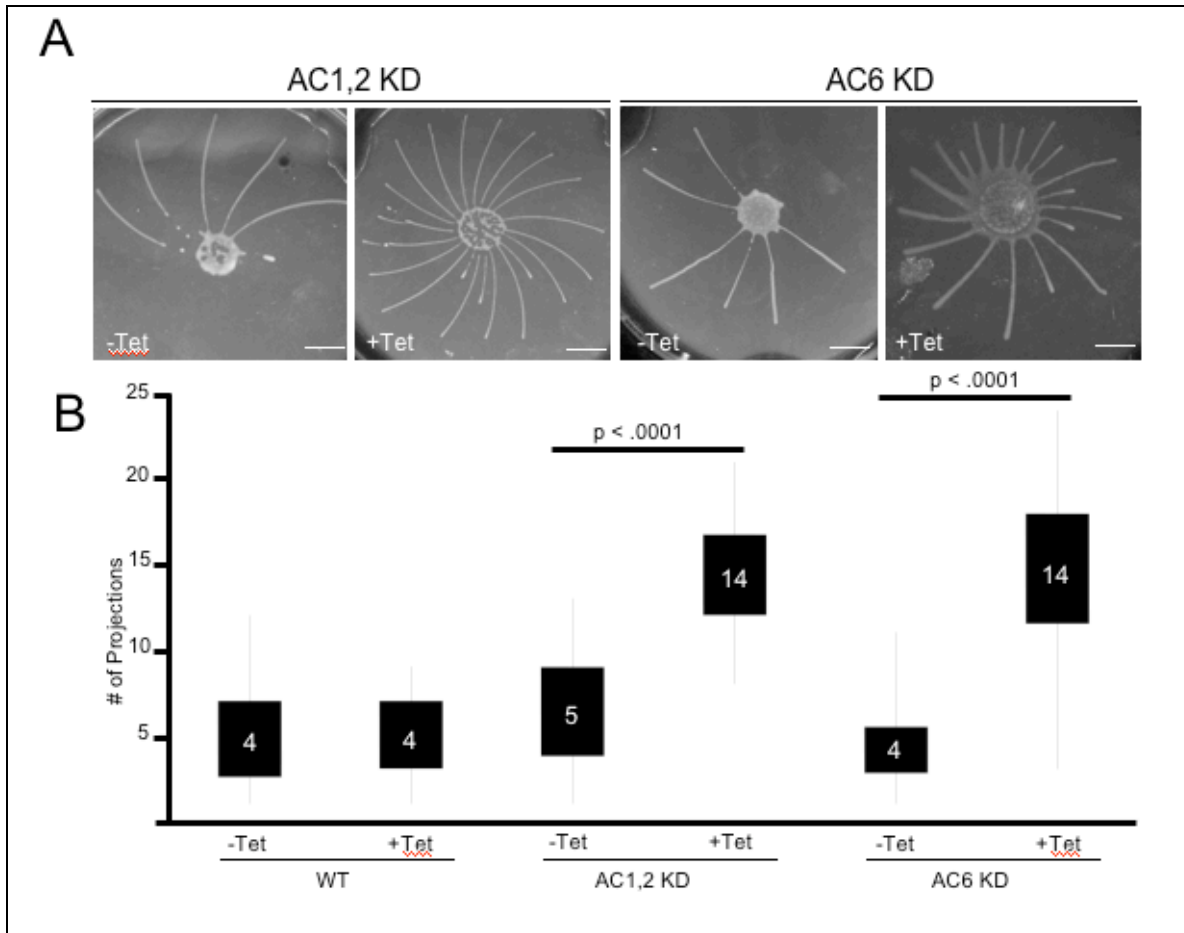 A
AC1,2 KD AC6 KD
-Tet +Tet -Tet +Tet
B
p < .0001
p < .0001
25
20
15
10
5
# of Projections
4 4 5 14 4 14
-Tet +Tet -Tet +Tet -Tet +Tet
WT AC1,2 KD AC6 KD